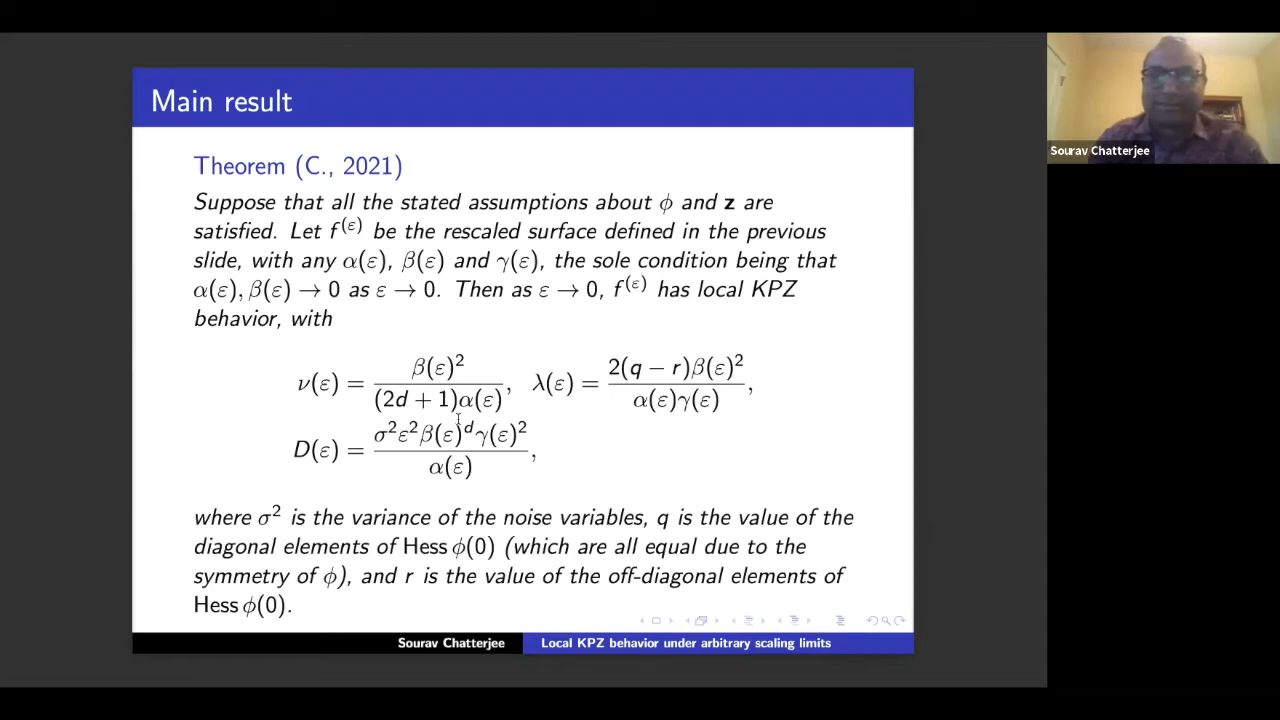 Main result
Theorem (C., 2021)
Suppose that all the stated assumptions about ϕ and z are
satisfied. Let f^(ε) be the rescaled surface defined in the previous
slide, with any α(ε), β(ε) and γ(ε), the sole condition being that
α(ε), β(ε) → 0 as ε → 0. Then as ε → 0, f^(ε) has local KPZ
behavior, with
ν(ε) = β(ε)² / ((2d + 1)α(ε)), λ(ε) = 2(q − r)β(ε)² / (α(ε)γ(ε)),
D(ε) = σ²ε²β(ε)^d γ(ε)² / α(ε),
where σ² is the variance of the noise variables, q is the value of the
diagonal elements of Hess ϕ(0) (which are all equal due to the
symmetry of ϕ), and r is the value of the off-diagonal elements of
Hess ϕ(0).
Sourav Chatterjee
Local KPZ behavior under arbitrary scaling limits
Sourav Chatterjee